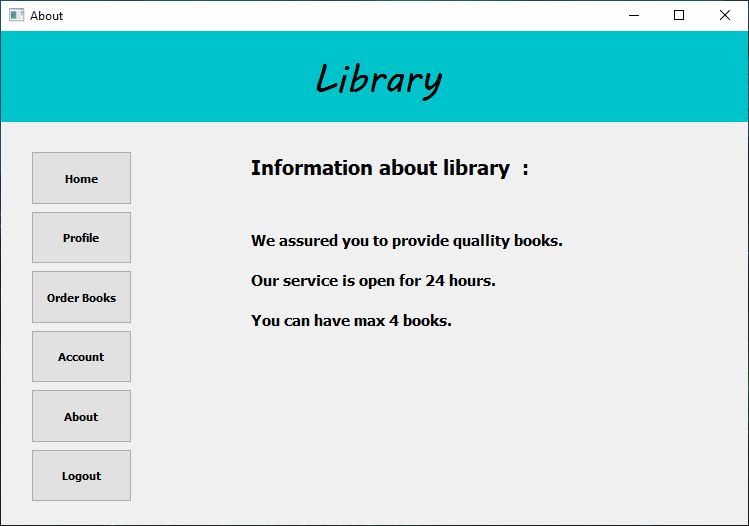 About
Library
Home
Profile
Order Books
Account
About
Logout
Information about library  :
We assured you to provide quallity books.
Our service is open for 24 hours.
You can have max 4 books.